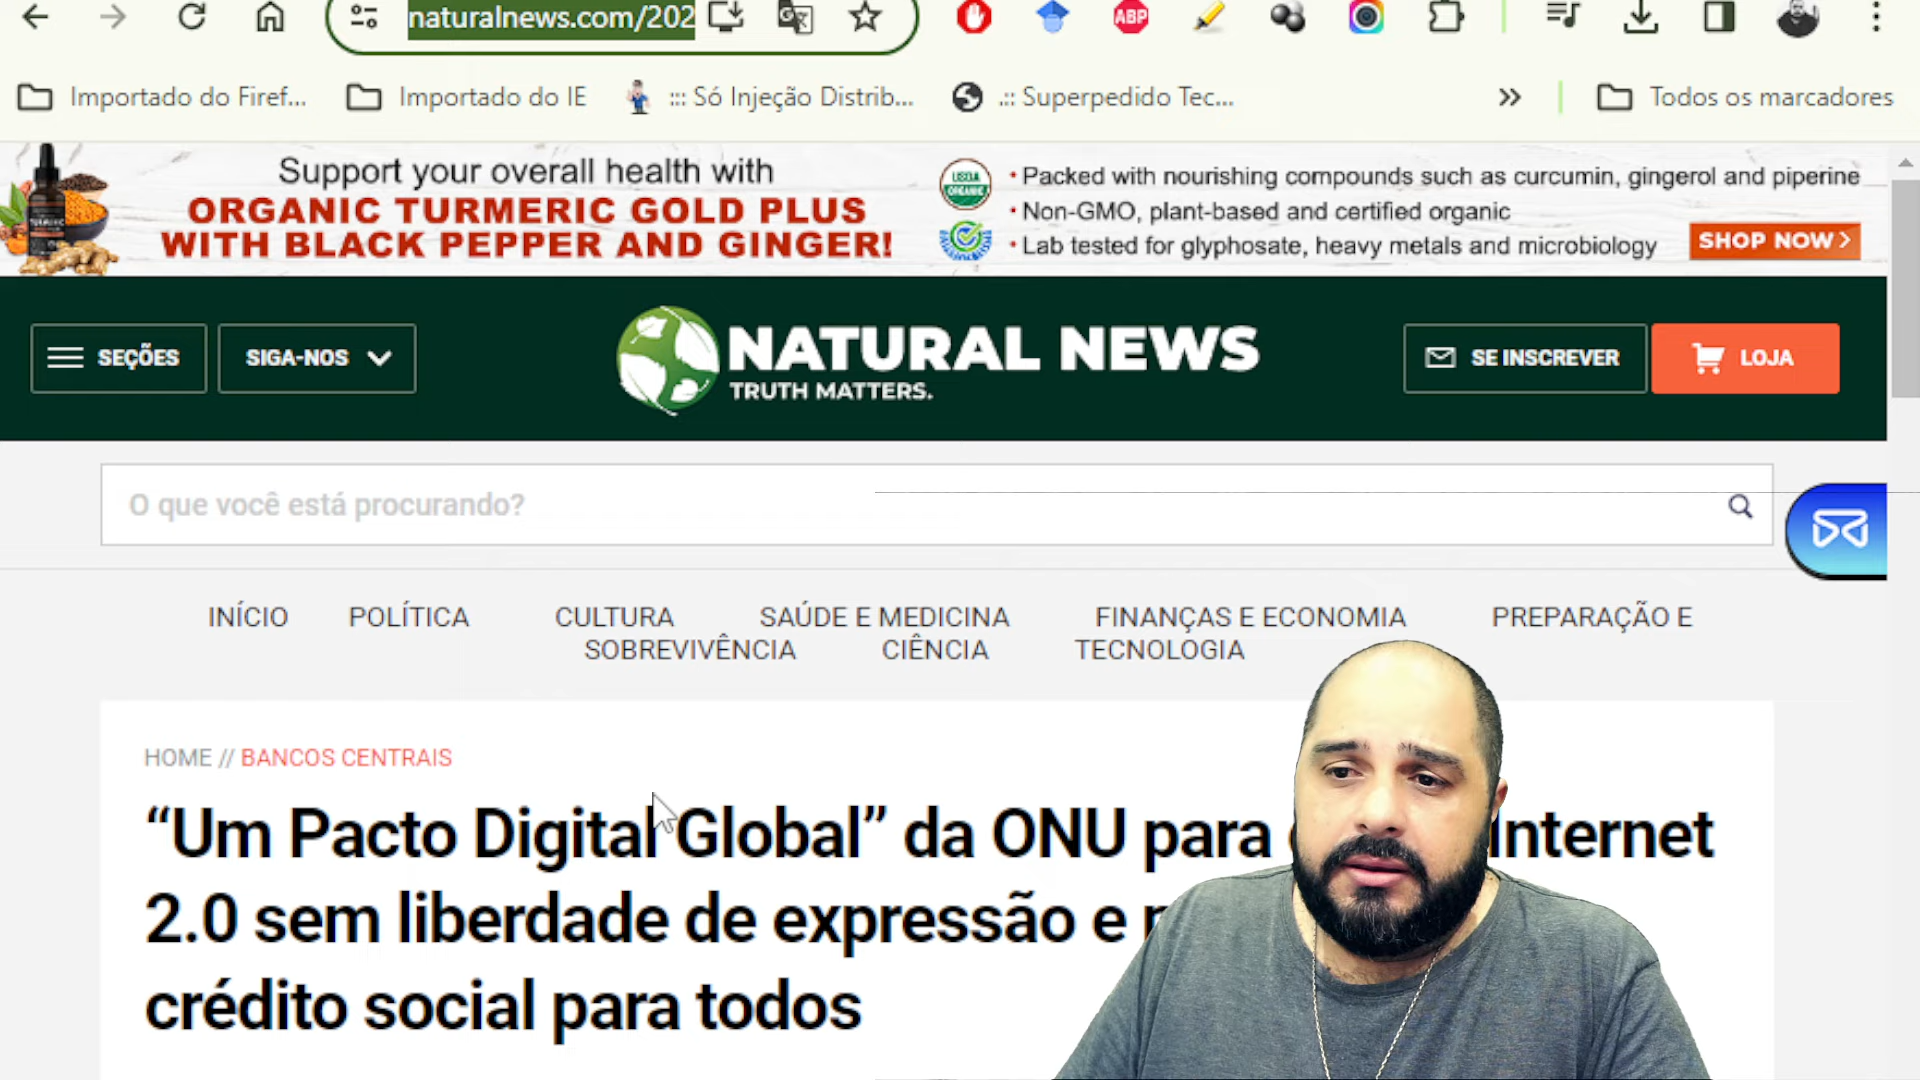 naturalnews.com/202
ABP
Importado do Firef...
Importado do IE
::: Só Injeção Distrib...
.:: Superpedido Tec...
Todos os marcadores
Support your overall health with
ORGANIC TURMERIC GOLD PLUS
WITH BLACK PEPPER AND GINGER!
USDA
ORGANIC
• Packed with nourishing compounds such as curcumin, gingerol and piperine
• Non-GMO, plant-based and certified organic
• Lab tested for glyphosate, heavy metals and microbiology
SHOP NOW
SEÇÕES
SIGA-NOS
NATURAL NEWS
TRUTH MATTERS.
SE INSCREVER
LOJA
O que você está procurando?
INÍCIO POLÍTICA CULTURA SAÚDE E MEDICINA FINANÇAS E ECONOMIA PREPARAÇÃO E
SOBREVIVÊNCIA CIÊNCIA TECNOLOGIA
HOME // BANCOS CENTRAIS
“Um Pacto Digital Global” da ONU para Internet
2.0 sem liberdade de expressão e
crédito social para todos